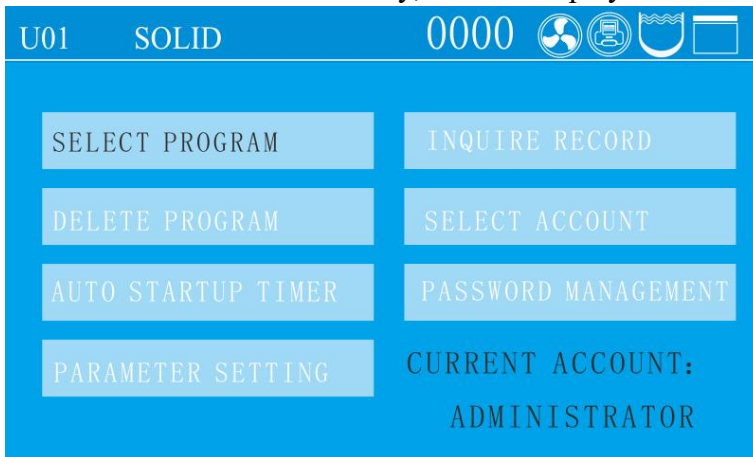 U01 SOLID 0000
SELECT PROGRAM
INQUIRE RECORD
DELETE PROGRAM
SELECT ACCOUNT
AUTO STARTUP TIMER
PASSWORD MANAGEMENT
PARAMETER SETTING
CURRENT ACCOUNT:
ADMINISTRATOR